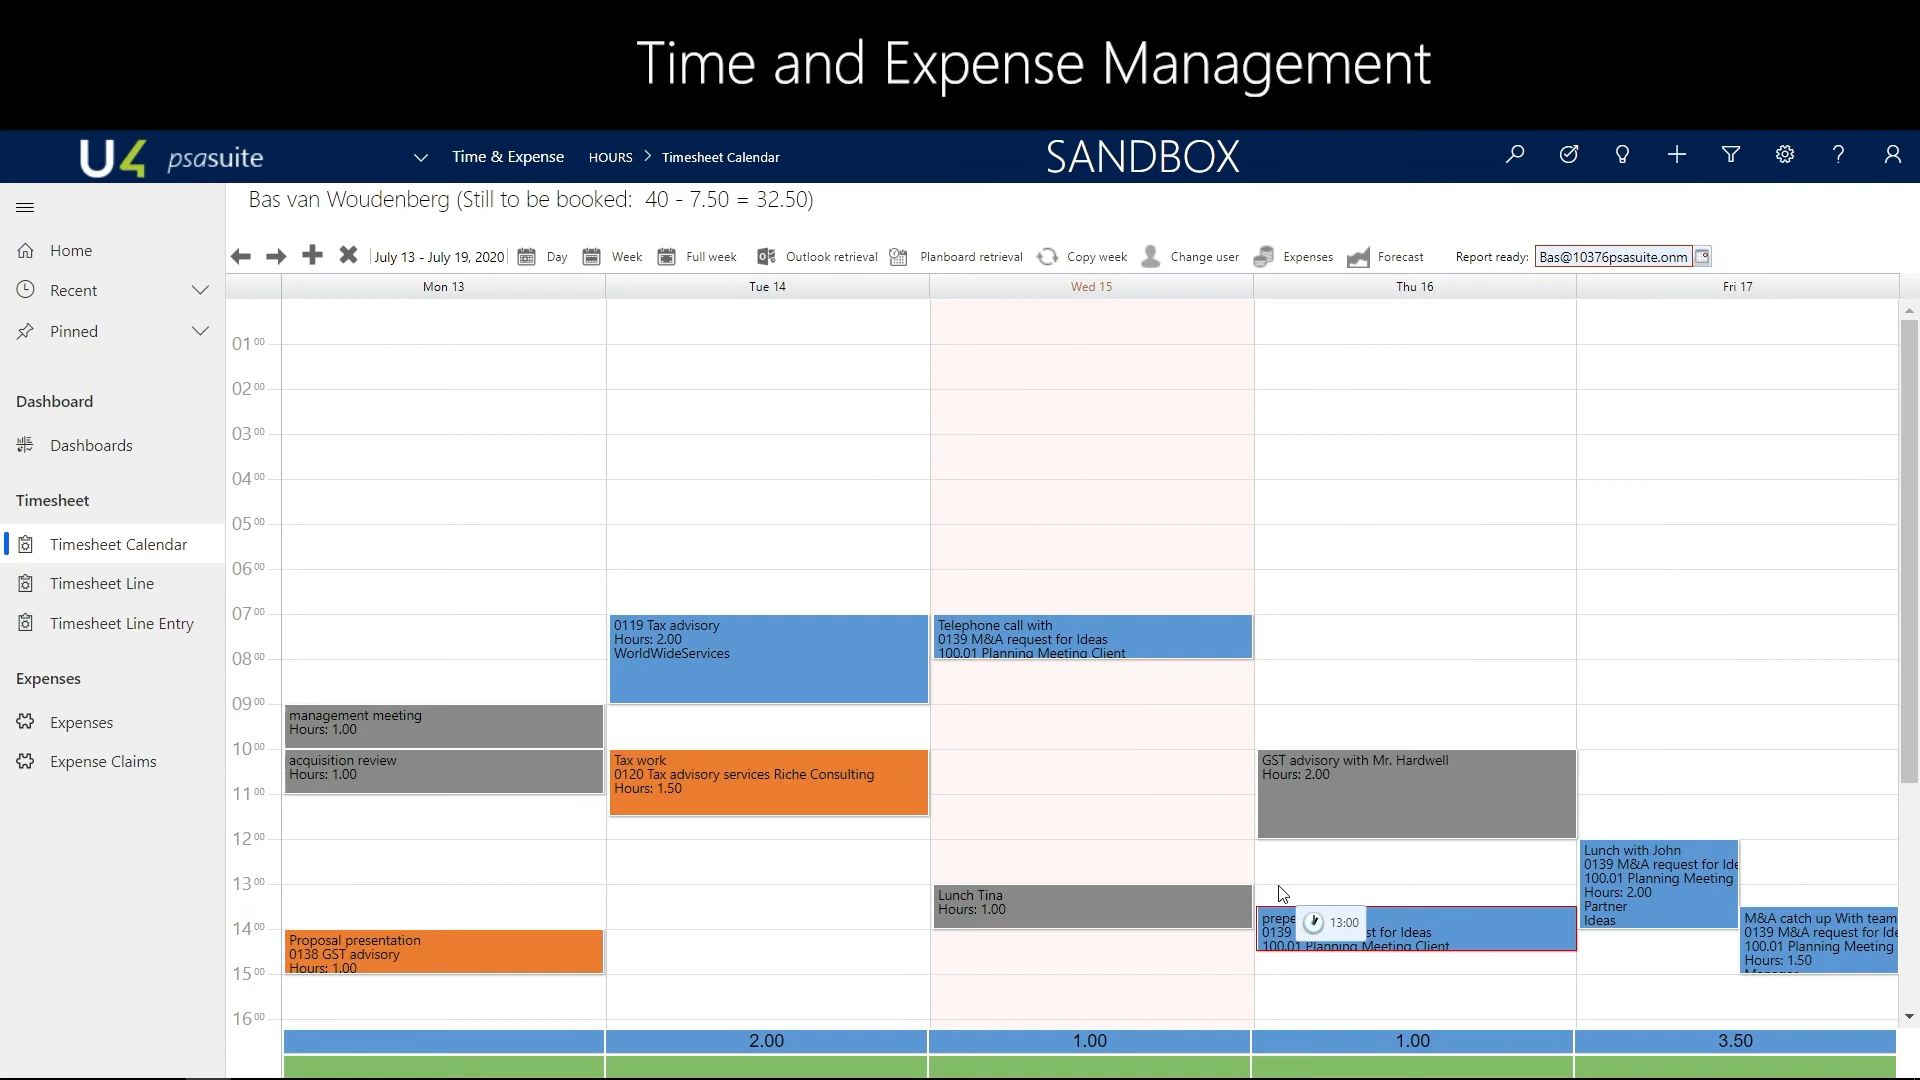 Time and Expense Management
U4 psasuite
Time & Expense HOURS > Timesheet Calendar
SANDBOX
Bas van Woudenberg (Still to be booked: 40 - 7.50 = 32.50)
July 13 - July 19, 2020 Day Week Full week Outlook retrieval Planboard retrieval Copy week Change user Expenses Forecast Report ready: Bas@10376psasuite.onm
Home
Recent
Pinned
Dashboard
Dashboards
Timesheet
Timesheet Calendar
Timesheet Line
Timesheet Line Entry
Expenses
Expenses
Expense Claims
Mon 13 Tue 14 Wed 15 Thu 16 Fri 17
01 00
02 00
03 00
04 00
05 00
06 00
07 00
08 00
09 00
10 00
11 00
12 00
13 00
14 00
15 00
16 00
management meeting
Hours: 1.00
acquisition review
Hours: 1.00
Proposal presentation
0138 GST advisory
Hours: 1.00
0119 Tax advisory
Hours: 2.00
WorldWideServices
Tax work
0120 Tax advisory services Riche Consulting
Hours: 1.50
Telephone call with
0139 M&A request for Ideas
100.01 Planning Meeting Client
Lunch Tina
Hours: 1.00
GST advisory with Mr. Hardwell
Hours: 2.00
prepe
13:00
0139 st for Ideas
100.01 Planning Meeting Client
Lunch with John
0139 M&A request for Ide
100.01 Planning Meeting
Hours: 2.00
Partner
Ideas
M&A catch up With team
0139 M&A request for Ide
100.01 Planning Meeting
Hours: 1.50
2.00 1.00 1.00 3.50